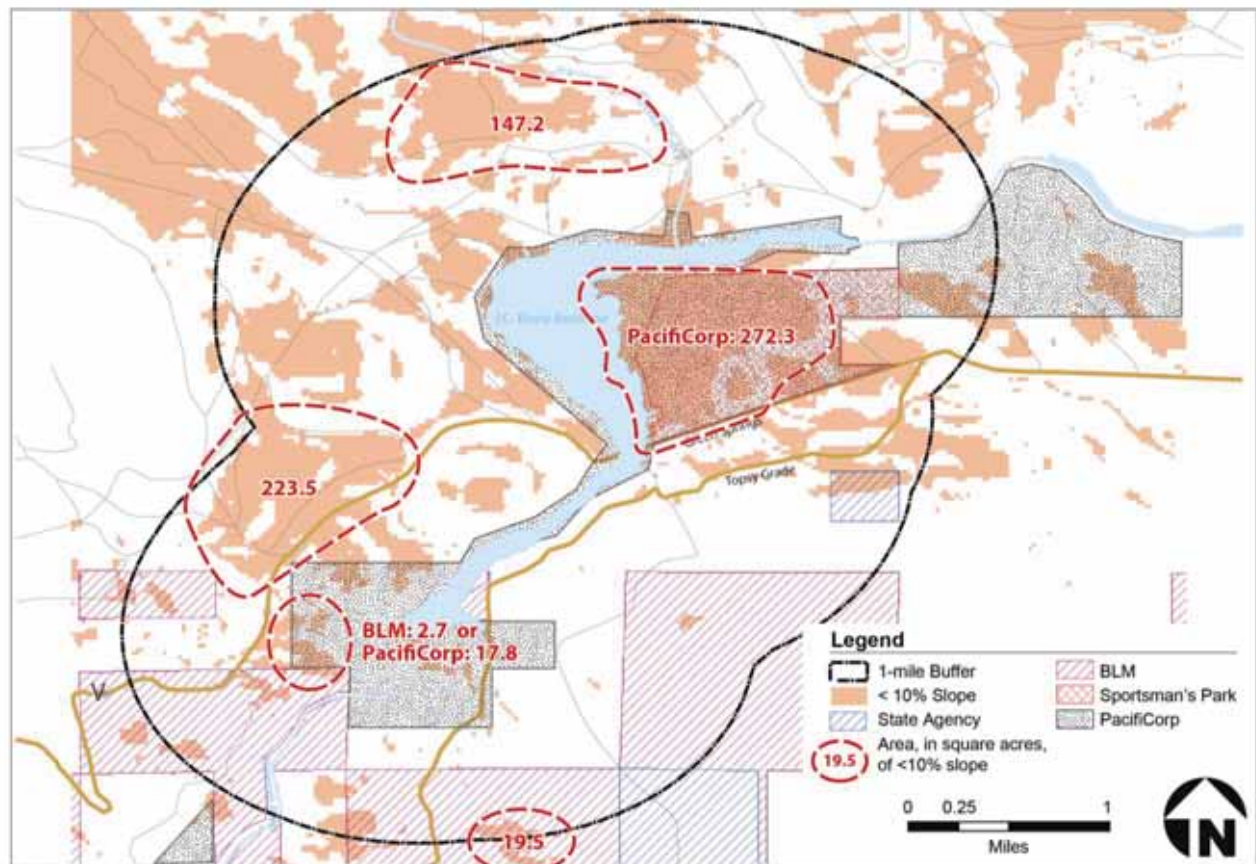 147.2
PacifiCorp: 272.3
223.5
Topsy Grade
BLM: 2.7 or
PacifiCorp: 17.8
19.5
Legend
1-mile Buffer
< 10% Slope
State Agency
19.5
Area, in square acres,
of <10% slope
BLM
Sportsman's Park
PacifiCorp
0 0.25 1
Miles
N